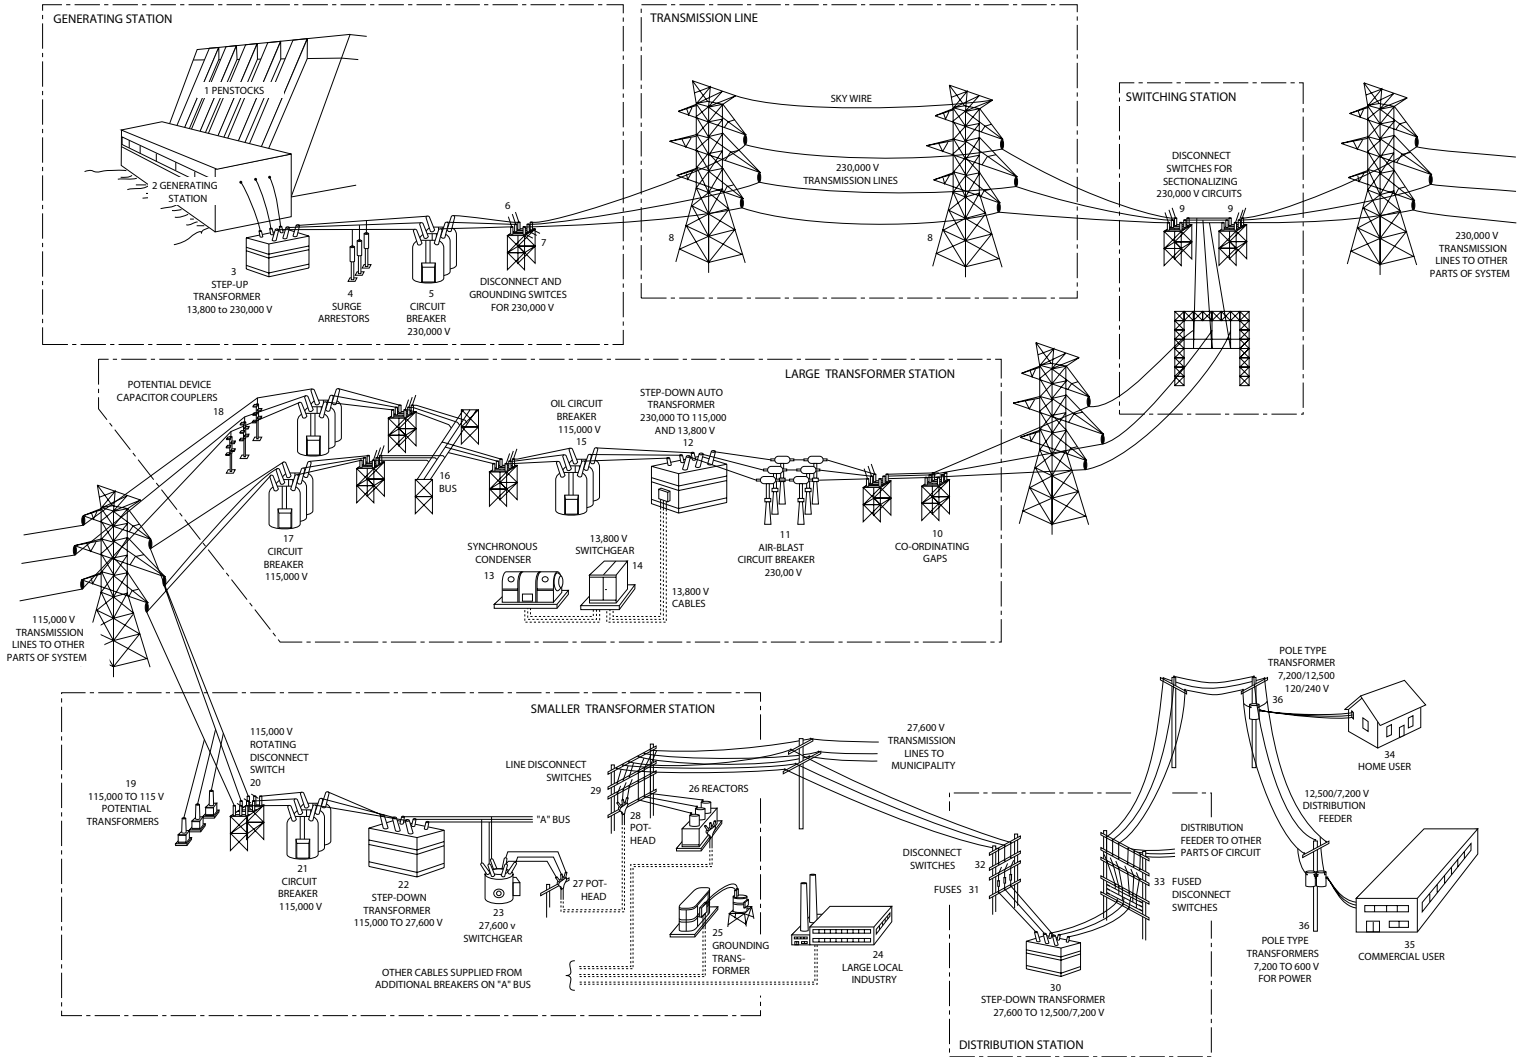 GENERATING STATION
1 PENSTOCKS
2 GENERATING
STATION
3
STEP-UP
TRANSFORMER
13,800 to 230,000 V
4
SURGE
ARRESTORS
5
CIRCUIT
BREAKER
230,000 V
6
7
DISCONNECT AND
GROUNDING SWITCES
FOR 230,000 V
TRANSMISSION LINE
SKY WIRE
230,000 V
TRANSMISSION LINES
8
8
SWITCHING STATION
DISCONNECT
SWITCHES FOR
SECTIONALIZING
230,000 V CIRCUITS
9
9
230,000 V
TRANSMISSION
LINES TO OTHER
PARTS OF SYSTEM
LARGE TRANSFORMER STATION
POTENTIAL DEVICE
CAPACITOR COUPLERS
18
OIL CIRCUIT
BREAKER
115,000 V
15
STEP-DOWN AUTO
TRANSFORMER
230,000 TO 115,000
AND 13,800 V
12
16
BUS
17
CIRCUIT
BREAKER
115,000 V
SYNCHRONOUS
CONDENSER
13
13,800 V
SWITCHGEAR
14
13,800 V
CABLES
11
AIR-BLAST
CIRCUIT BREAKER
230,00 V
10
CO-ORDINATING
GAPS
115,000 V
TRANSMISSION
LINES TO OTHER
PARTS OF SYSTEM
SMALLER TRANSFORMER STATION
115,000 V
ROTATING
DISCONNECT
SWITCH
20
19
115,000 TO 115 V
POTENTIAL
TRANSFORMERS
21
CIRCUIT
BREAKER
115,000 V
22
STEP-DOWN
TRANSFORMER
115,000 TO 27,600 V
"A" BUS
23
27,600 v
SWITCHGEAR
27 POT-
HEAD
LINE DISCONNECT
SWITCHES
29
28
POT-
HEAD
26 REACTORS
25
GROUNDING
TRANS-
FORMER
OTHER CABLES SUPPLIED FROM
ADDITIONAL BREAKERS ON "A" BUS
24
LARGE LOCAL
INDUSTRY
27,600 V
TRANSMISSION
LINES TO
MUNICIPALITY
DISCONNECT
SWITCHES
32
FUSES 31
DISTRIBUTION
FEEDER TO OTHER
PARTS OF CIRCUIT
33 FUSED
DISCONNECT
SWITCHES
30
STEP-DOWN TRANSFORMER
27,600 TO 12,500/7,200 V
DISTRIBUTION STATION
POLE TYPE
TRANSFORMER
7,200/12,500
120/240 V
36
34
HOME USER
12,500/7,200 V
DISTRIBUTION
FEEDER
36
POLE TYPE
TRANSFORMERS
7,200 TO 600 V
FOR POWER
35
COMMERCIAL USER